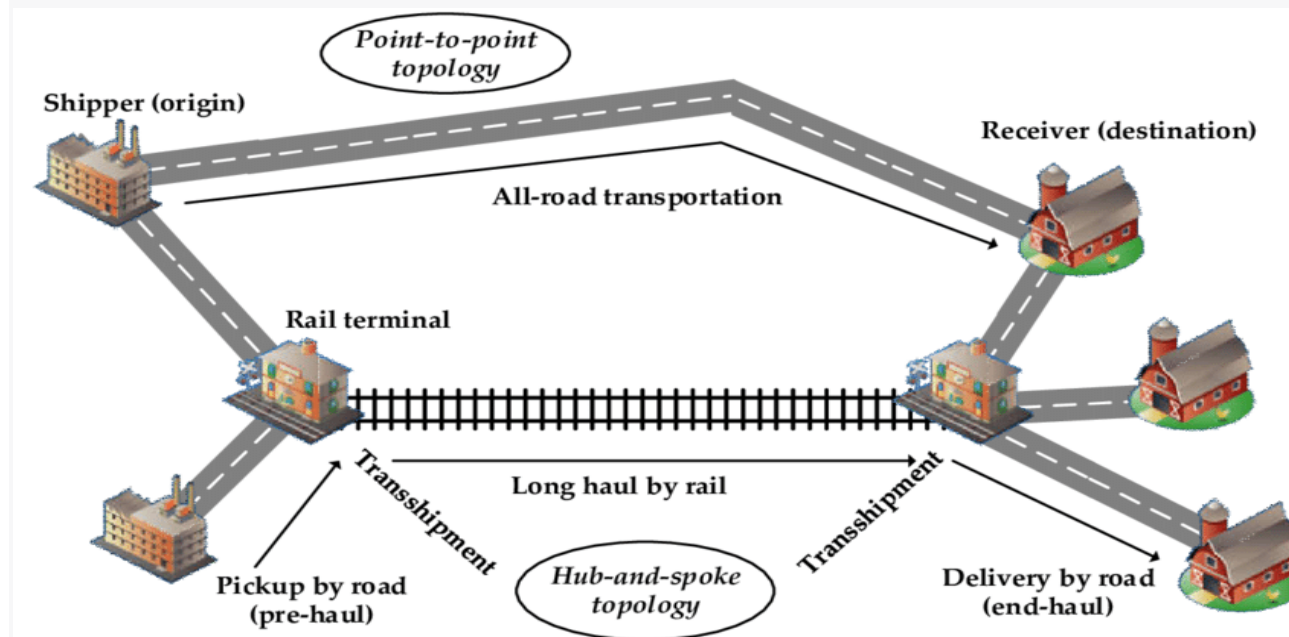 Point-to-point
topology
Shipper (origin)
Receiver (destination)
All-road transportation
Rail terminal
Transshipment
Long haul by rail
Transshipment
Pickup by road
(pre-haul)
Hub-and-spoke
topology
Delivery by road
(end-haul)